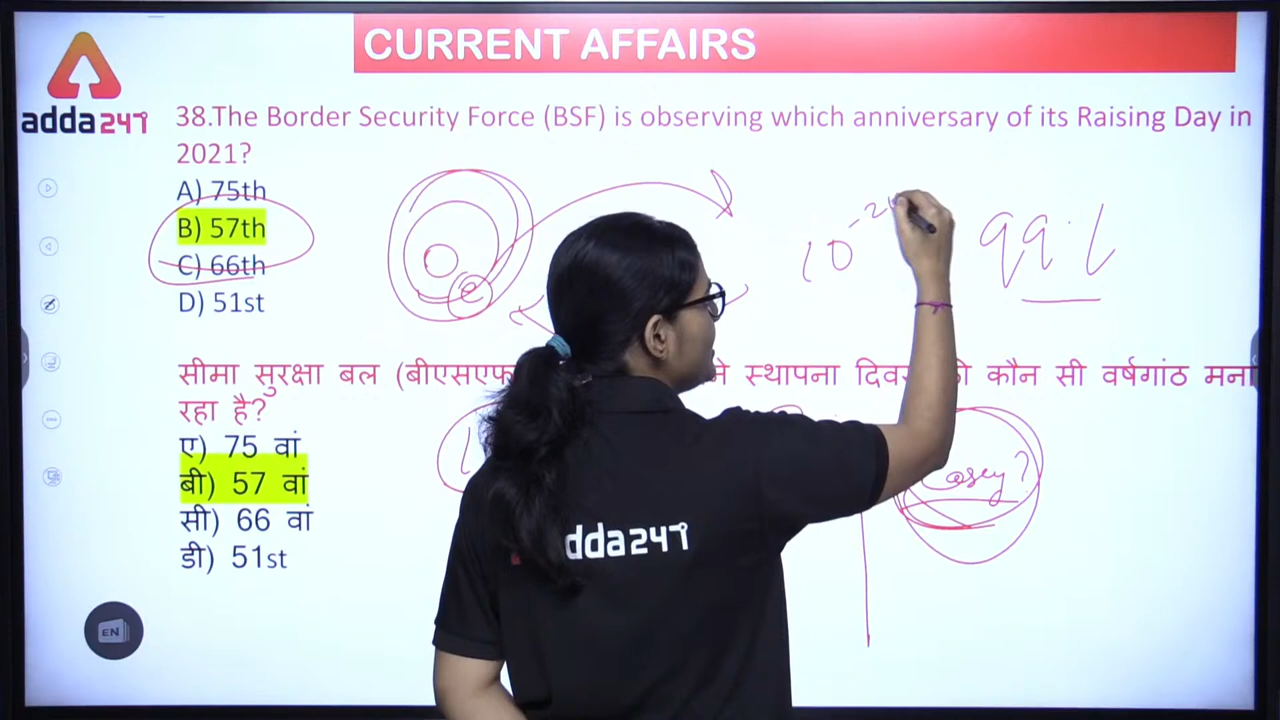 CURRENT AFFAIRS
adda247
38.The Border Security Force (BSF) is observing which anniversary of its Raising Day in
2021?
A) 75th
B) 57th
C) 66th
D) 51st
सीमा सुरक्षा बल (बीएसएफ
ने स्थापना दिवस की कौन सी वर्षगांठ मना
रहा है?
ए) 75 वां
बी) 57 वां
सी) 66 वां
डी) 51st
EN
dda247